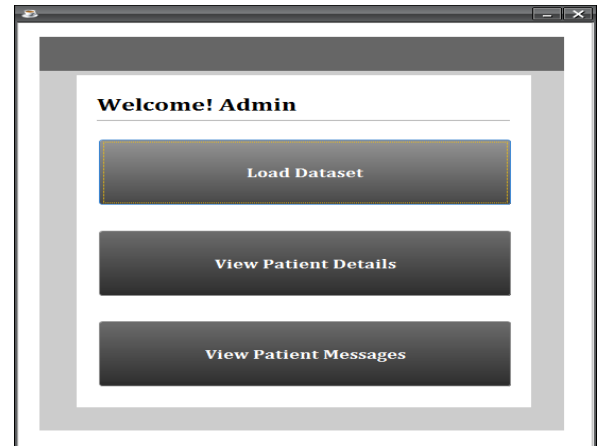 Welcome! Admin
Load Dataset
View Patient Details
View Patient Messages